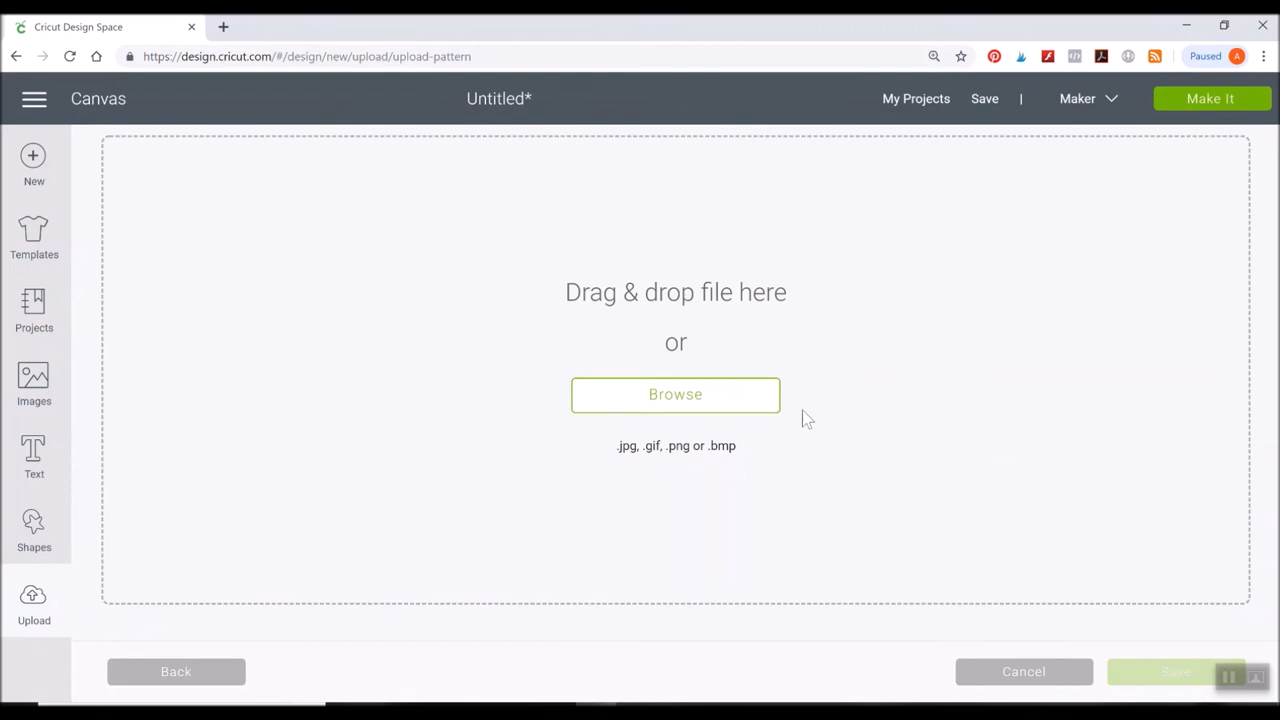 Cricut Design Space
https://design.cricut.com/#/design/new/upload/upload-pattern
Paused A
Canvas
Untitled*
My Projects Save | Maker Make It
New
Templates
Projects
Images
Text
Shapes
Upload
Drag & drop file here
or
Browse
.jpg, .gif, .png or .bmp
Back
Cancel
Save